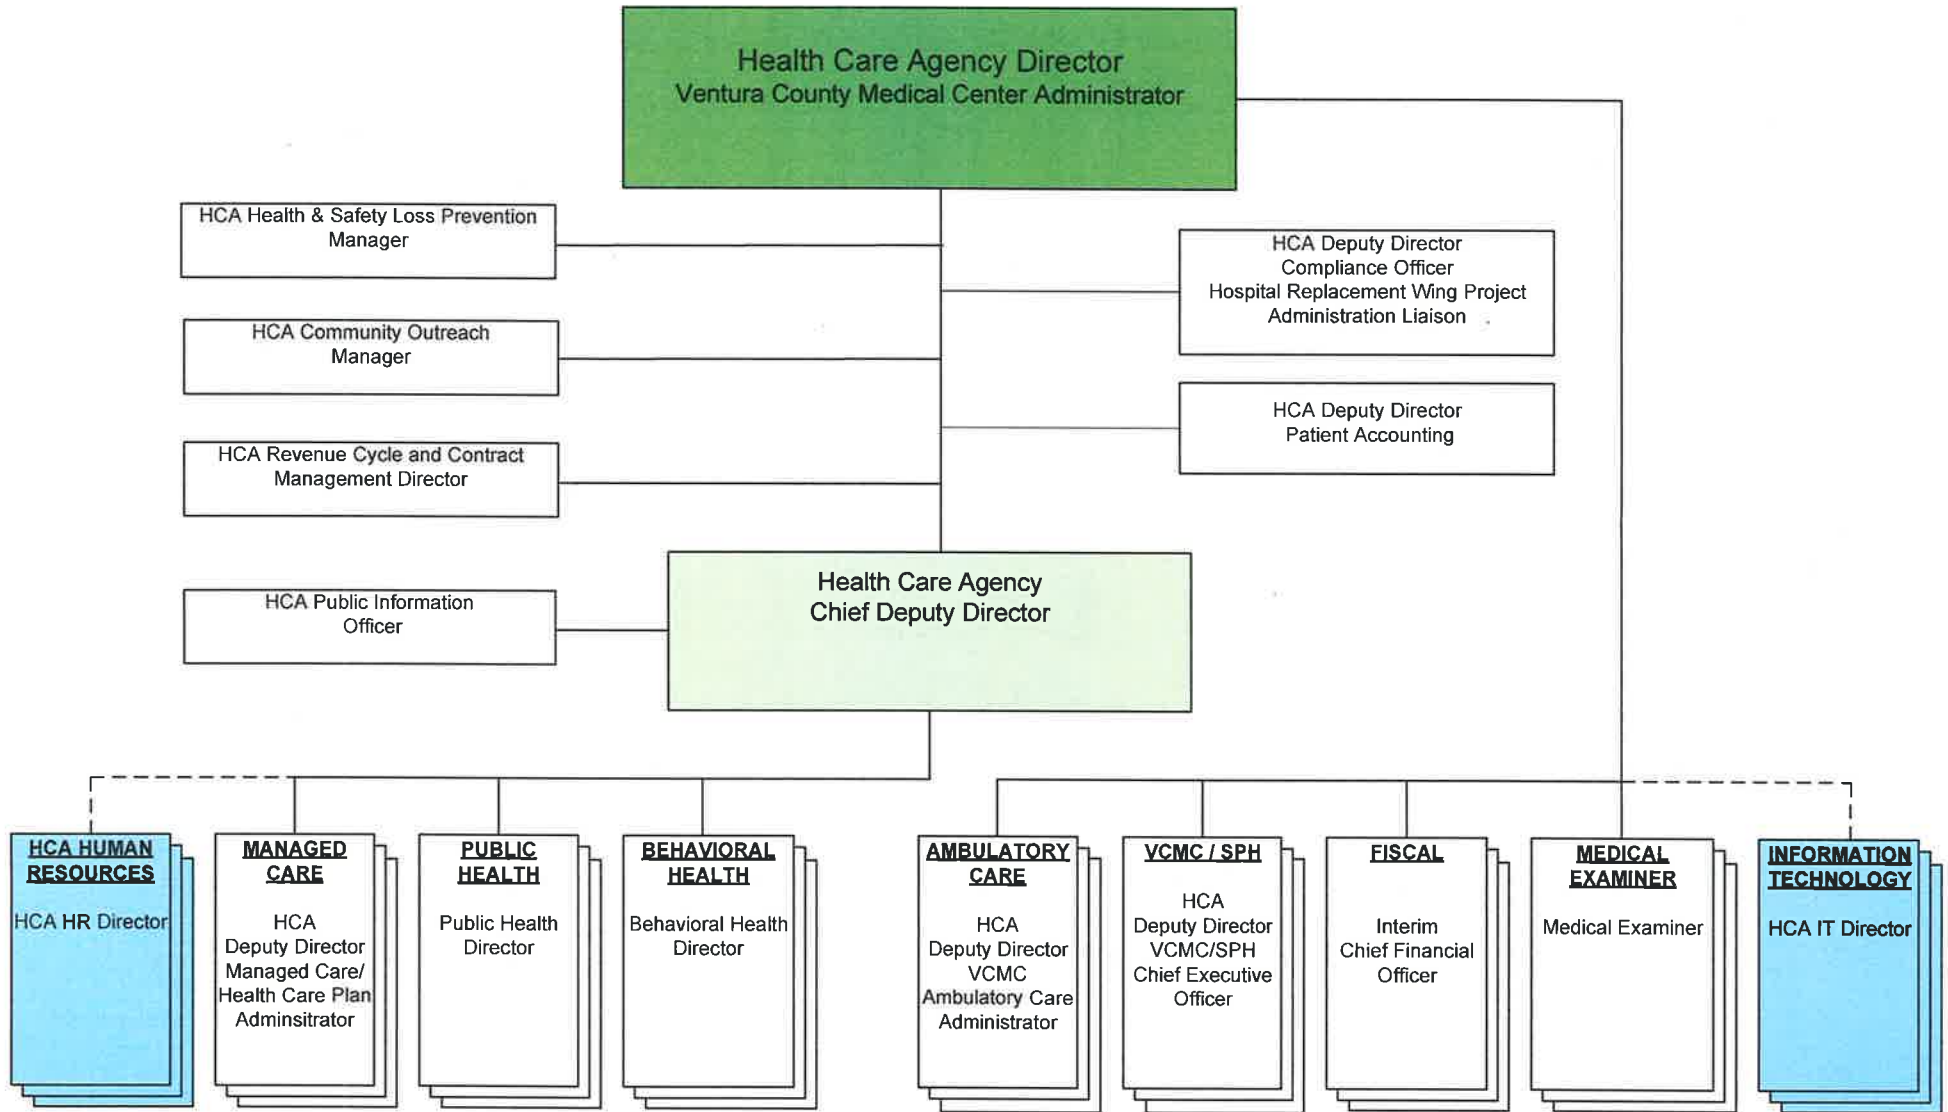 Health Care Agency Director
Ventura County Medical Center Administrator
HCA Health & Safety Loss Prevention
Manager
HCA Deputy Director
Compliance Officer
Hospital Replacement Wing Project
Administration Liaison
HCA Community Outreach
Manager
HCA Deputy Director
Patient Accounting
HCA Revenue Cycle and Contract
Management Director
Health Care Agency
Chief Deputy Director
HCA Public Information
Officer
HCA HUMAN
RESOURCES
HCA HR Director
MANAGED
CARE
HCA
Deputy Director
Managed Care/
Health Care Plan
Adminsitrator
PUBLIC
HEALTH
Public Health
Director
BEHAVIORAL
HEALTH
Behavioral Health
Director
AMBULATORY
CARE
HCA
Deputy Director
VCMC
Ambulatory Care
Administrator
VCMC / SPH
HCA
Deputy Director
VCMC/SPH
Chief Executive
Officer
FISCAL
Interim
Chief Financial
Officer
MEDICAL
EXAMINER
Medical Examiner
INFORMATION
TECHNOLOGY
HCA IT Director